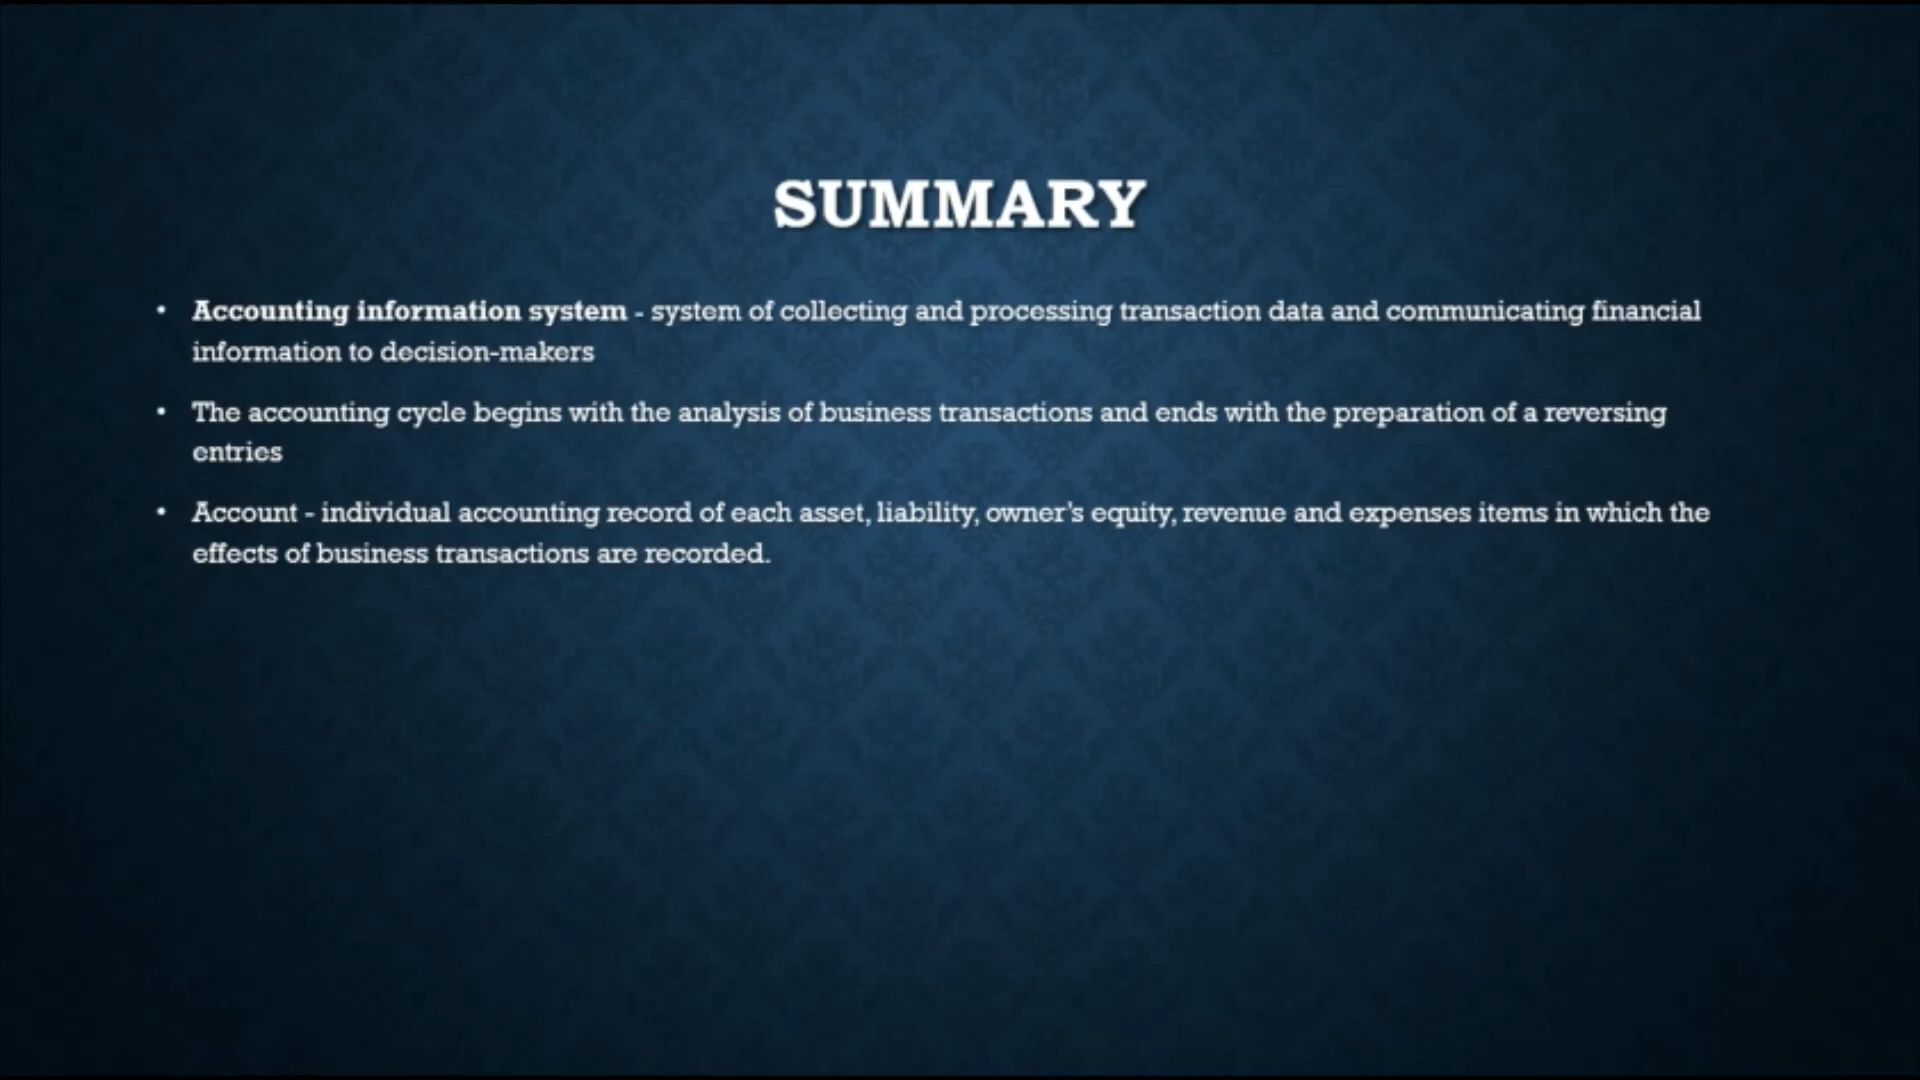 SUMMARY
• Accounting information system - system of collecting and processing transaction data and communicating financial
information to decision-makers
• The accounting cycle begins with the analysis of business transactions and ends with the preparation of a reversing
entries
• Account - individual accounting record of each asset, liability, owner's equity, revenue and expenses items in which the
effects of business transactions are recorded.